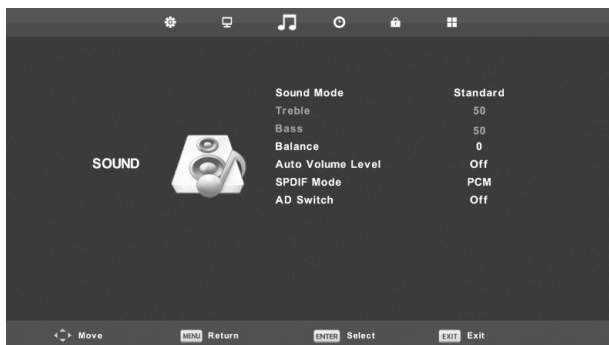 Sound Mode Standard
Treble 50
Bass 50
Balance 0
SOUND
Auto Volume Level Off
SPDIF Mode PCM
AD Switch Off
Move MENU Return ENTER Select EXIT Exit